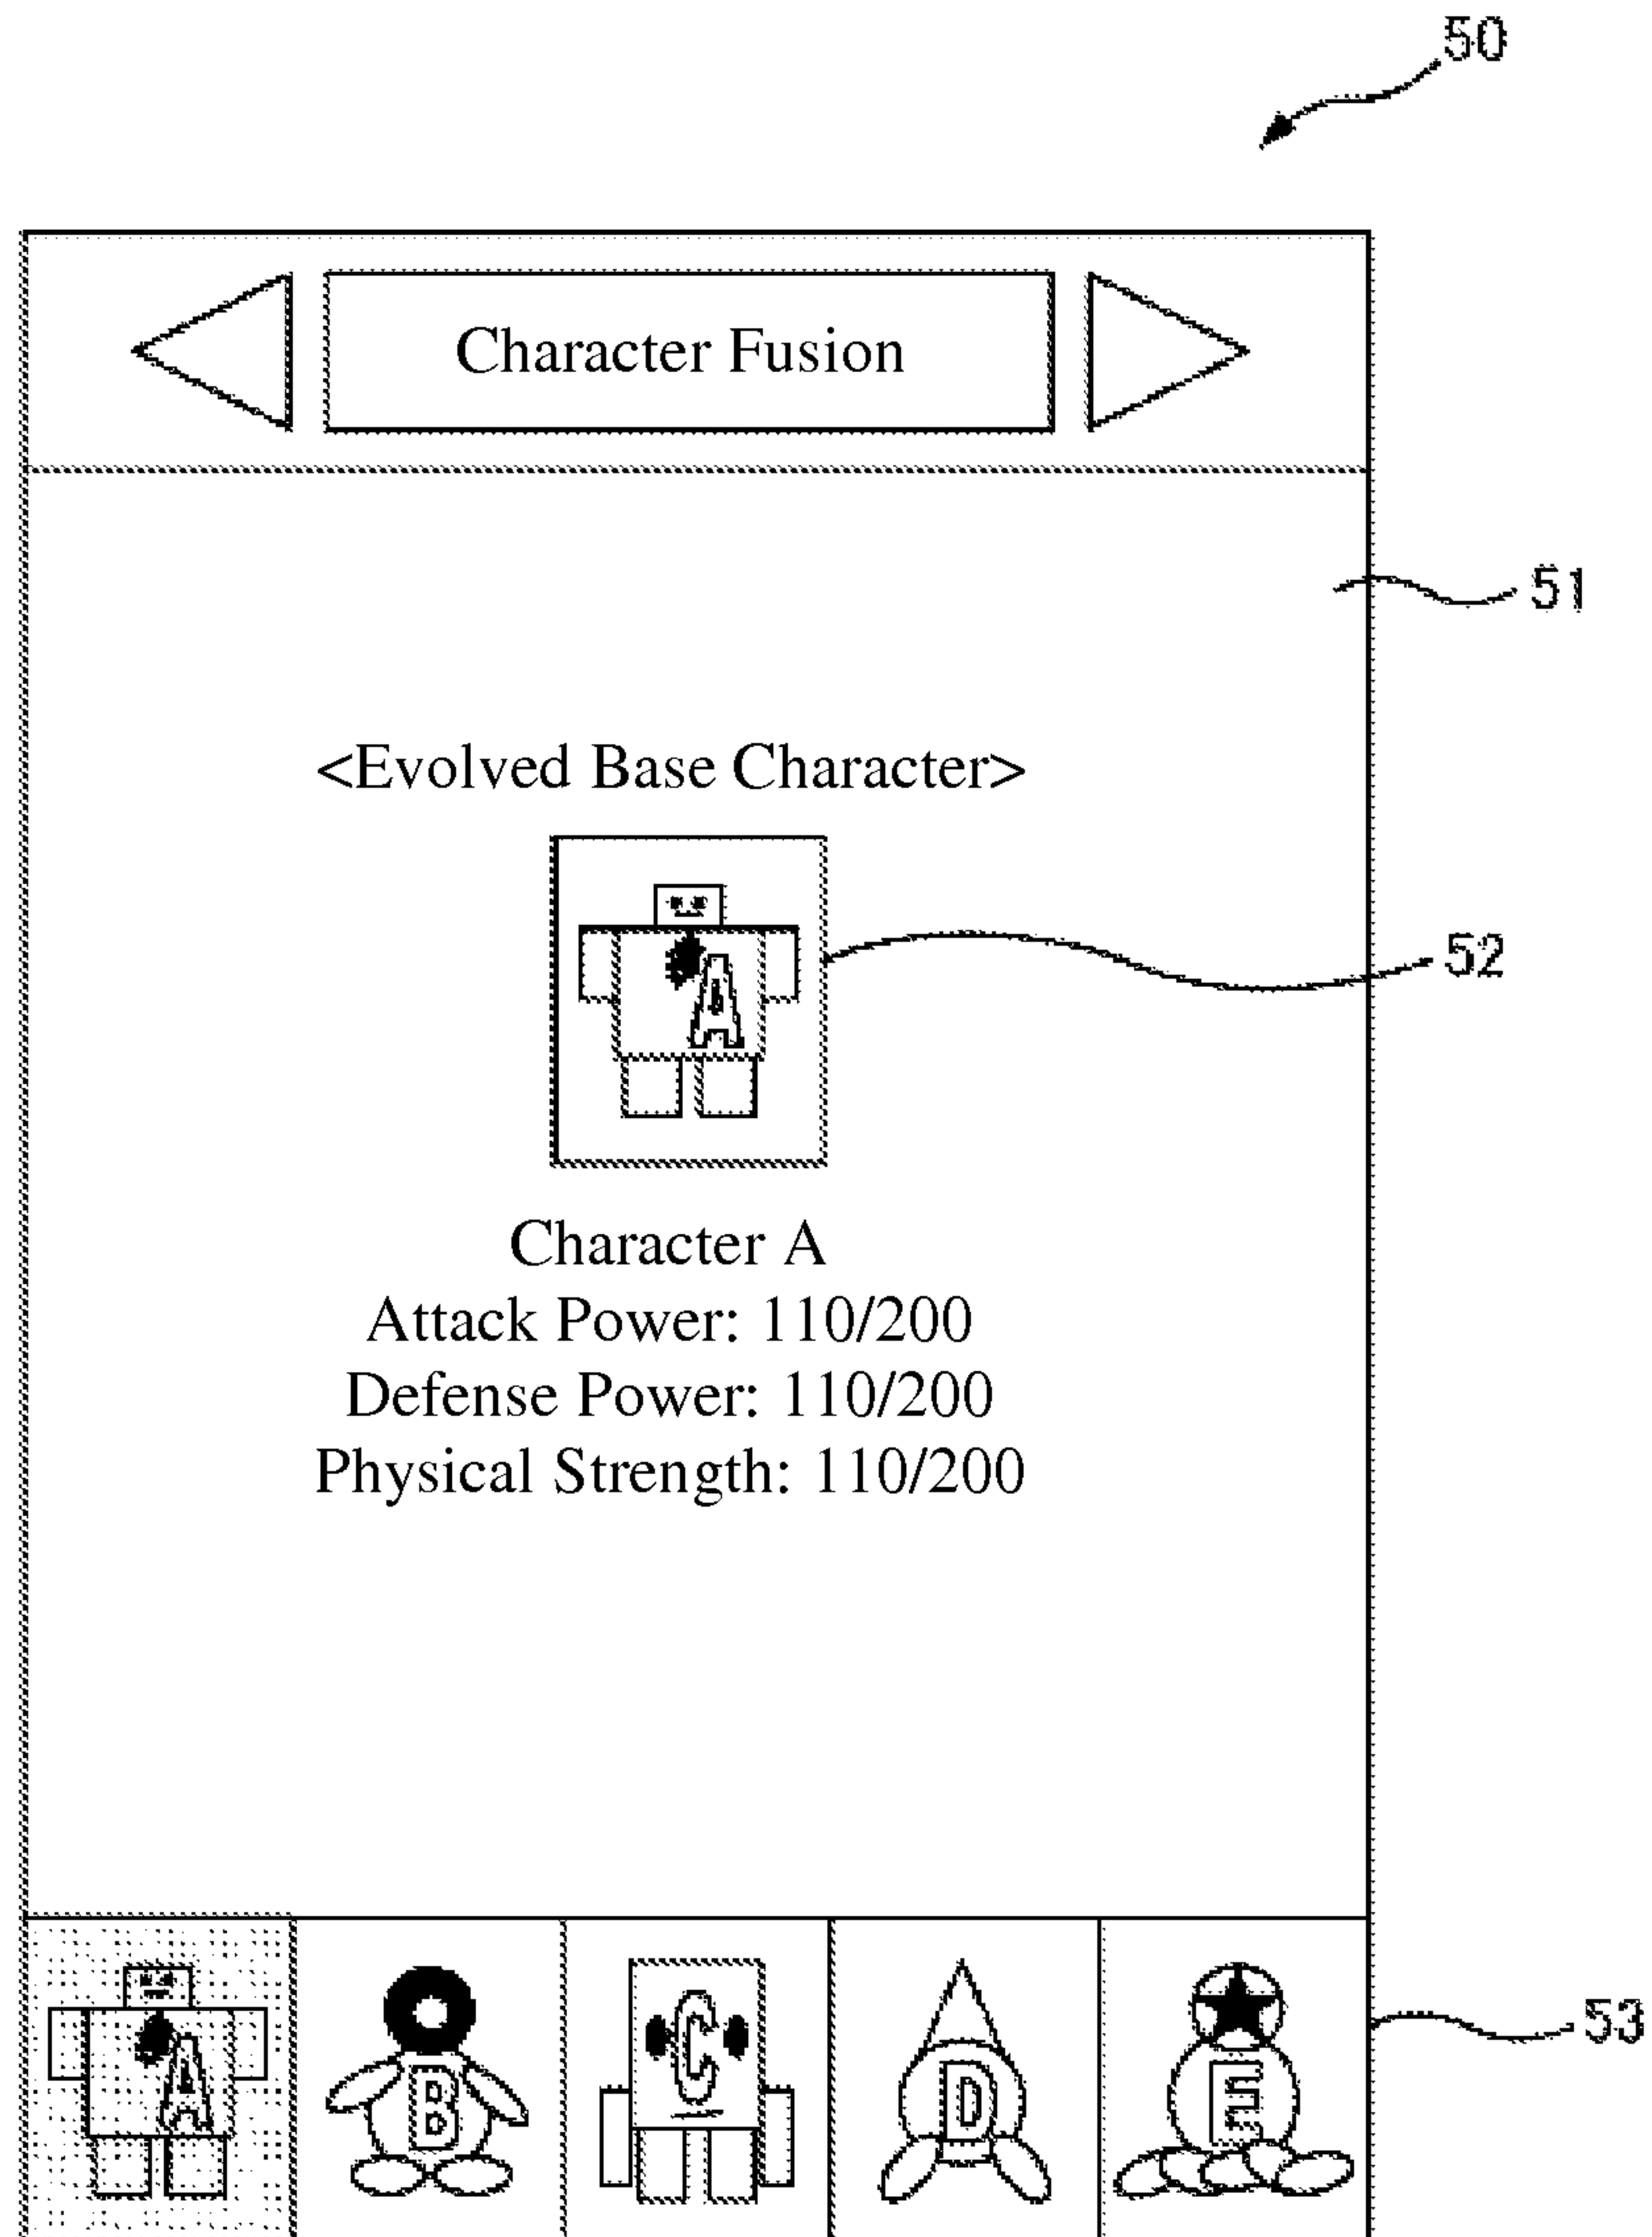 50
Character Fusion
51
<Evolved Base Character>
A
52
Character A
Attack Power: 110/200
Defense Power: 110/200
Physical Strength: 110/200
A B C D E
53